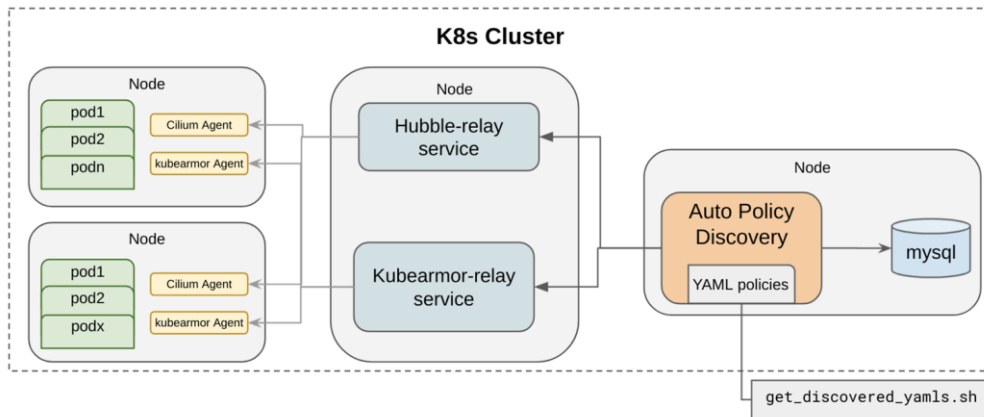 K8s Cluster
Node
pod1
pod2
podn
Cilium Agent
kubearmor Agent
Node
pod1
pod2
podx
Cilium Agent
kubearmor Agent
Node
Hubble-relay
service
Kubearmor-relay
service
Node
Auto Policy
Discovery
YAML policies
mysql
get_discovered_yamls.sh